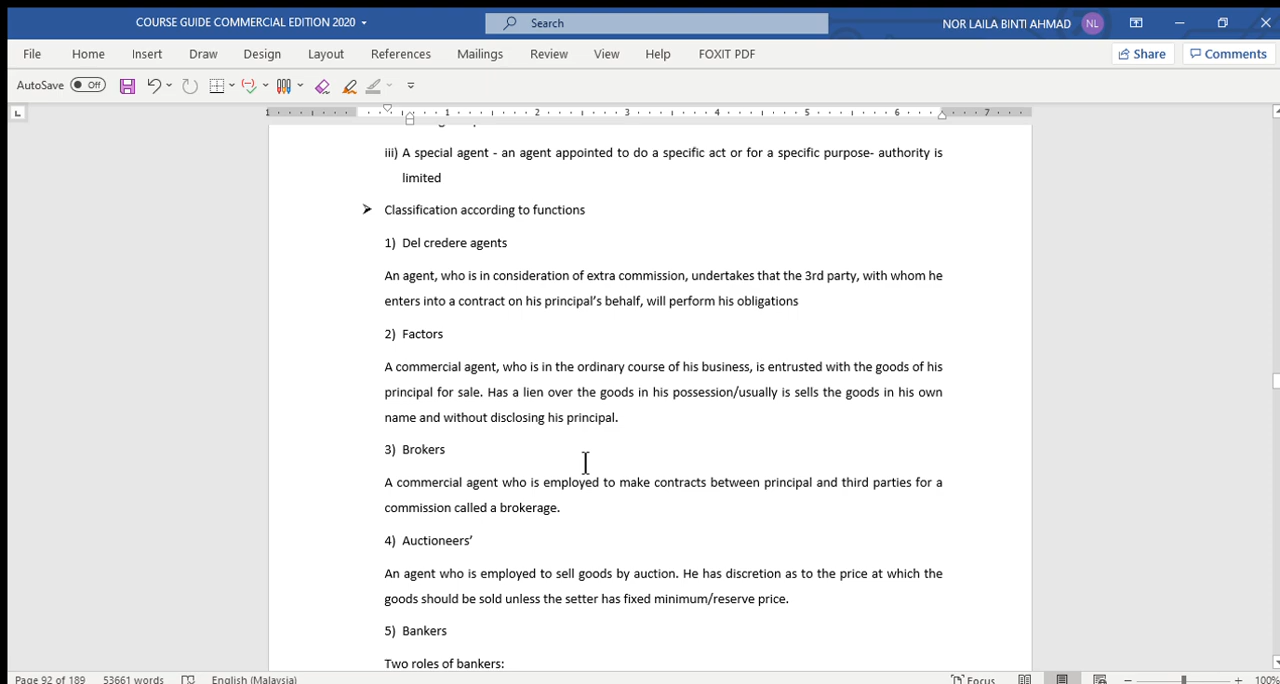 COURSE GUIDE COMMERCIAL EDITION 2020
Search
NOR LAILA BINTI AHMAD
NL
File Home Insert Draw Design Layout References Mailings Review View Help FOXIT PDF
Share Comments
AutoSave Off
1 1 2 3 4 5 6 7
iii) A special agent - an agent appointed to do a specific act or for a specific purpose- authority is
limited
Classification according to functions
1) Del credere agents
An agent, who is in consideration of extra commission, undertakes that the 3rd party, with whom he
enters into a contract on his principal's behalf, will perform his obligations
2) Factors
A commercial agent, who is in the ordinary course of his business, is entrusted with the goods of his
principal for sale. Has a lien over the goods in his possession/usually is sells the goods in his own
name and without disclosing his principal.
3) Brokers
A commercial agent who is employed to make contracts between principal and third parties for a
commission called a brokerage.
4) Auctioneers'
An agent who is employed to sell goods by auction. He has discretion as to the price at which the
goods should be sold unless the setter has fixed minimum/reserve price.
5) Bankers
Two roles of bankers:
Page 92 of 189 53661 words English (Malaysia) Focus 100%